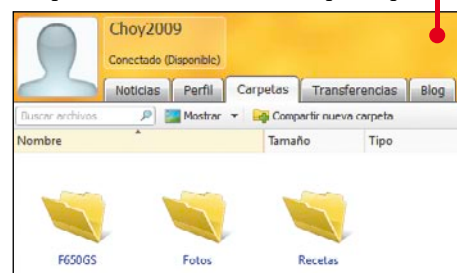 Choy2009
Conectado (Disponible)
Noticias Perfil Carpetas Transferencias Blog
Buscar archivos Mostrar Compartir nueva carpeta
Nombre Tamaño Tipo
F650GS Fotos Recetas